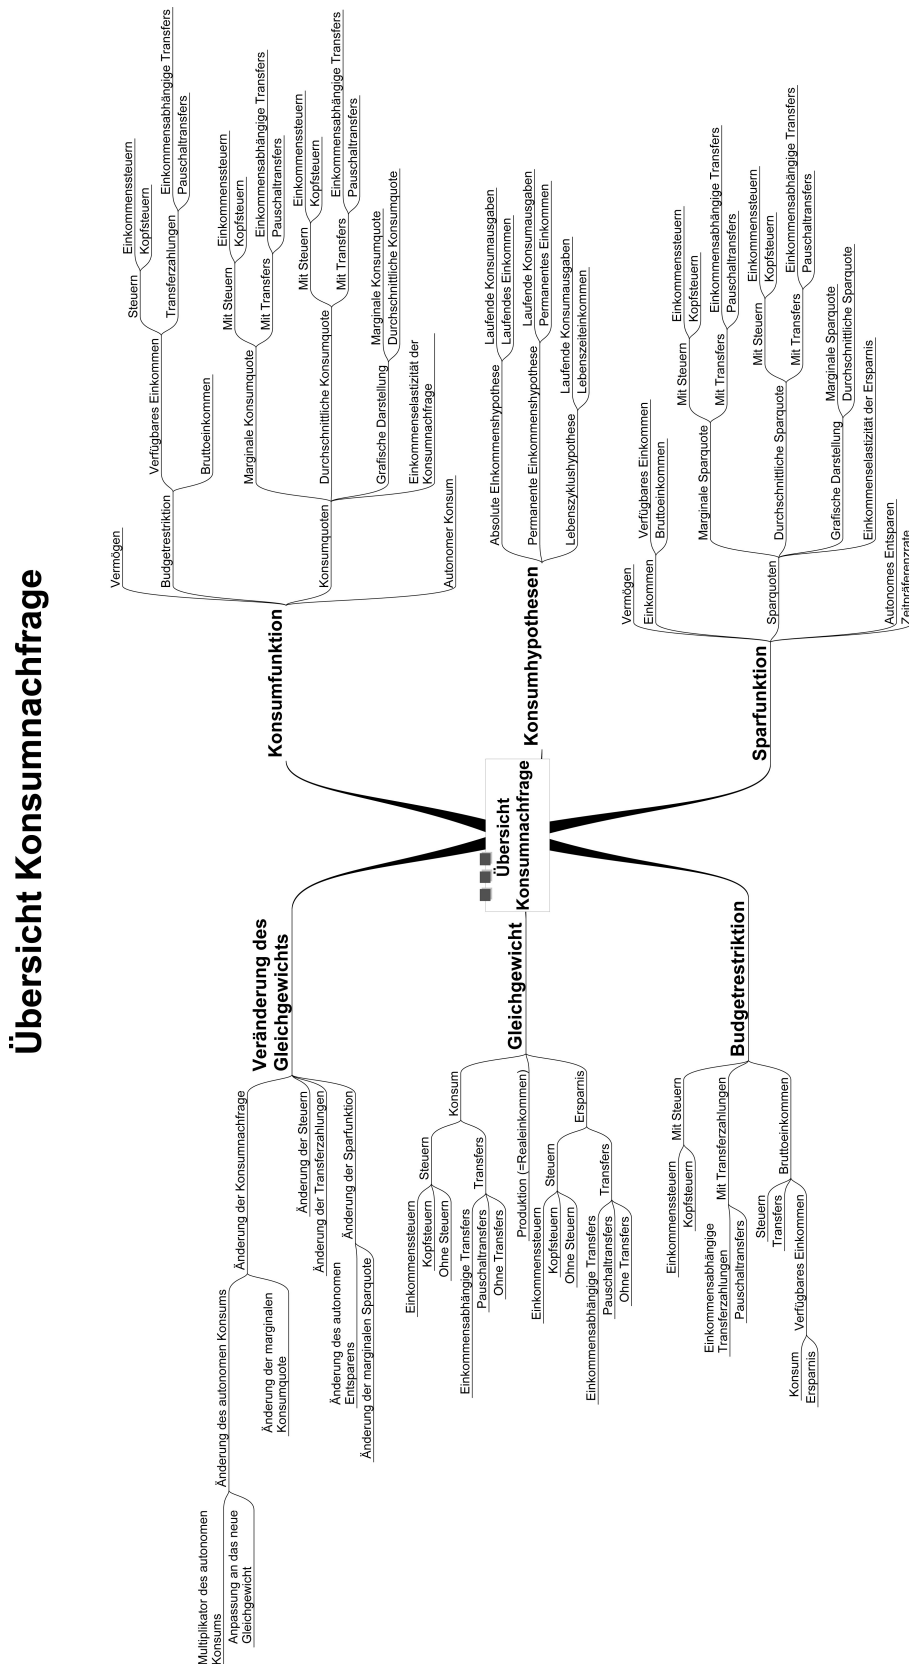 Übersicht Konsumnachfrage
Übersicht
Konsumnachfrage
Konsumfunktion
Vermögen
Budgetrestriktion
Verfügbares Einkommen
Steuern
Einkommenssteuern
Kopfsteuern
Transferzahlungen
Einkommensabhängige Transfers
Pauschaltransfers
Bruttoeinkommen
Konsumquoten
Marginale Konsumquote
Mit Steuern
Einkommenssteuern
Kopfsteuern
Mit Transfers
Einkommensabhängige Transfers
Pauschaltransfers
Durchschnittliche Konsumquote
Mit Steuern
Einkommenssteuern
Kopfsteuern
Mit Transfers
Einkommensabhängige Transfers
Pauschaltransfers
Grafische Darstellung
Marginale Konsumquote
Durchschnittliche Konsumquote
Einkommenselastizität der
Konsumnachfrage
Autonomer Konsum
Konsumhypothesen
Absolute EInkommenshypothese
Laufende Konsumausgaben
Laufendes Einkommen
Permanente Einkommenshypothese
Laufende Konsumausgaben
Permanentes Einkommen
Lebenszyklushypothese
Laufende Konsumausgaben
Lebenszeiteinkommen
Sparfunktion
Vermögen
Einkommen
Verfügbares Einkommen
Bruttoeinkommen
Sparquoten
Marginale Sparquote
Mit Steuern
Einkommenssteuern
Kopfsteuern
Mit Transfers
Einkommensabhängige Transfers
Pauschaltransfers
Durchschnittliche Sparquote
Mit Steuern
Einkommenssteuern
Kopfsteuern
Mit Transfers
Einkommensabhängige Transfers
Pauschaltransfers
Grafische Darstellung
Marginale Sparquote
Durchschnittliche Sparquote
Einkommenselastizität der Ersparnis
Autonomes Entsparen
Zeitpräferenzrate
Veränderung des
Gleichgewichts
Änderung der Konsumnachfrage
Änderung des autonomen Konsums
Multiplikator des autonomen
Konsums
Anpassung an das neue
Gleichgewicht
Änderung der marginalen
Konsumquote
Änderung der Steuern
Änderung der Transferzahlungen
Änderung der Sparfunktion
Änderung des autonomen
Entsparens
Änderung der marginalen Sparquote
Gleichgewicht
Konsum
Steuern
Einkommenssteuern
Kopfsteuern
Ohne Steuern
Transfers
Einkommensabhängige Transfers
Pauschaltransfers
Ohne Transfers
Produktion (=Realeinkommen)
Ersparnis
Steuern
Einkommenssteuern
Kopfsteuern
Ohne Steuern
Transfers
Einkommensabhängige Transfers
Pauschaltransfers
Ohne Transfers
Budgetrestriktion
Mit Steuern
Einkommenssteuern
Kopfsteuern
Mit Transferzahlungen
Einkommensabhängige
Transferzahlungen
Pauschaltransfers
Bruttoeinkommen
Steuern
Transfers
Verfügbares Einkommen
Konsum
Ersparnis